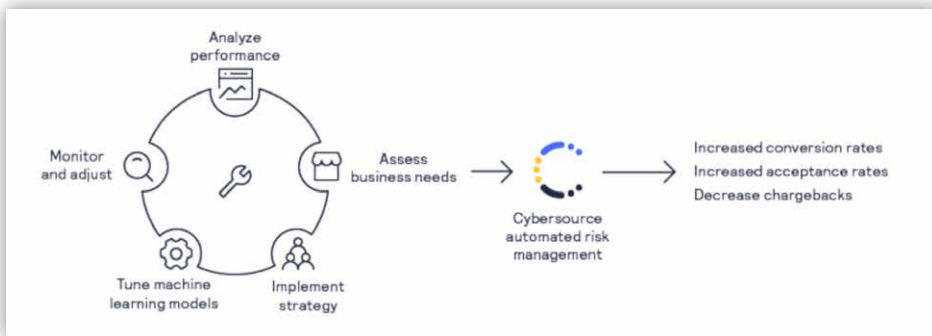 Analyze
performance
Monitor
and adjust
Assess
business needs
Tune machine
learning models
Implement
strategy
Cybersource
automated risk
management
Increased conversion rates
Increased acceptance rates
Decrease chargebacks